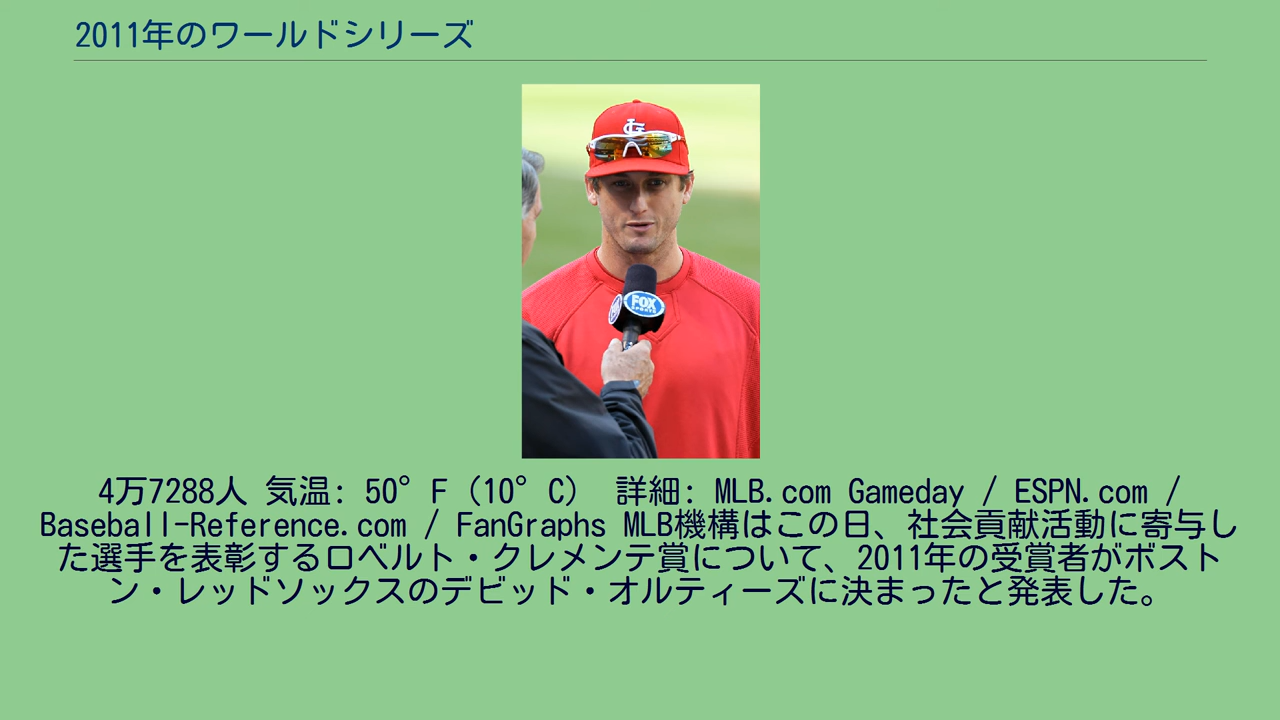 2011年のワールドシリーズ
FOX
SPORTS
4万7288人 気温: 50°F（10°C） 詳細: MLB.com Gameday / ESPN.com /
Baseball-Reference.com / FanGraphs MLB機構はこの日、社会貢献活動に寄与し
た選手を表彰するロベルト・クレメンテ賞について、2011年の受賞者がボスト
ン・レッドソックスのデビッド・オルティーズに決まったと発表した。